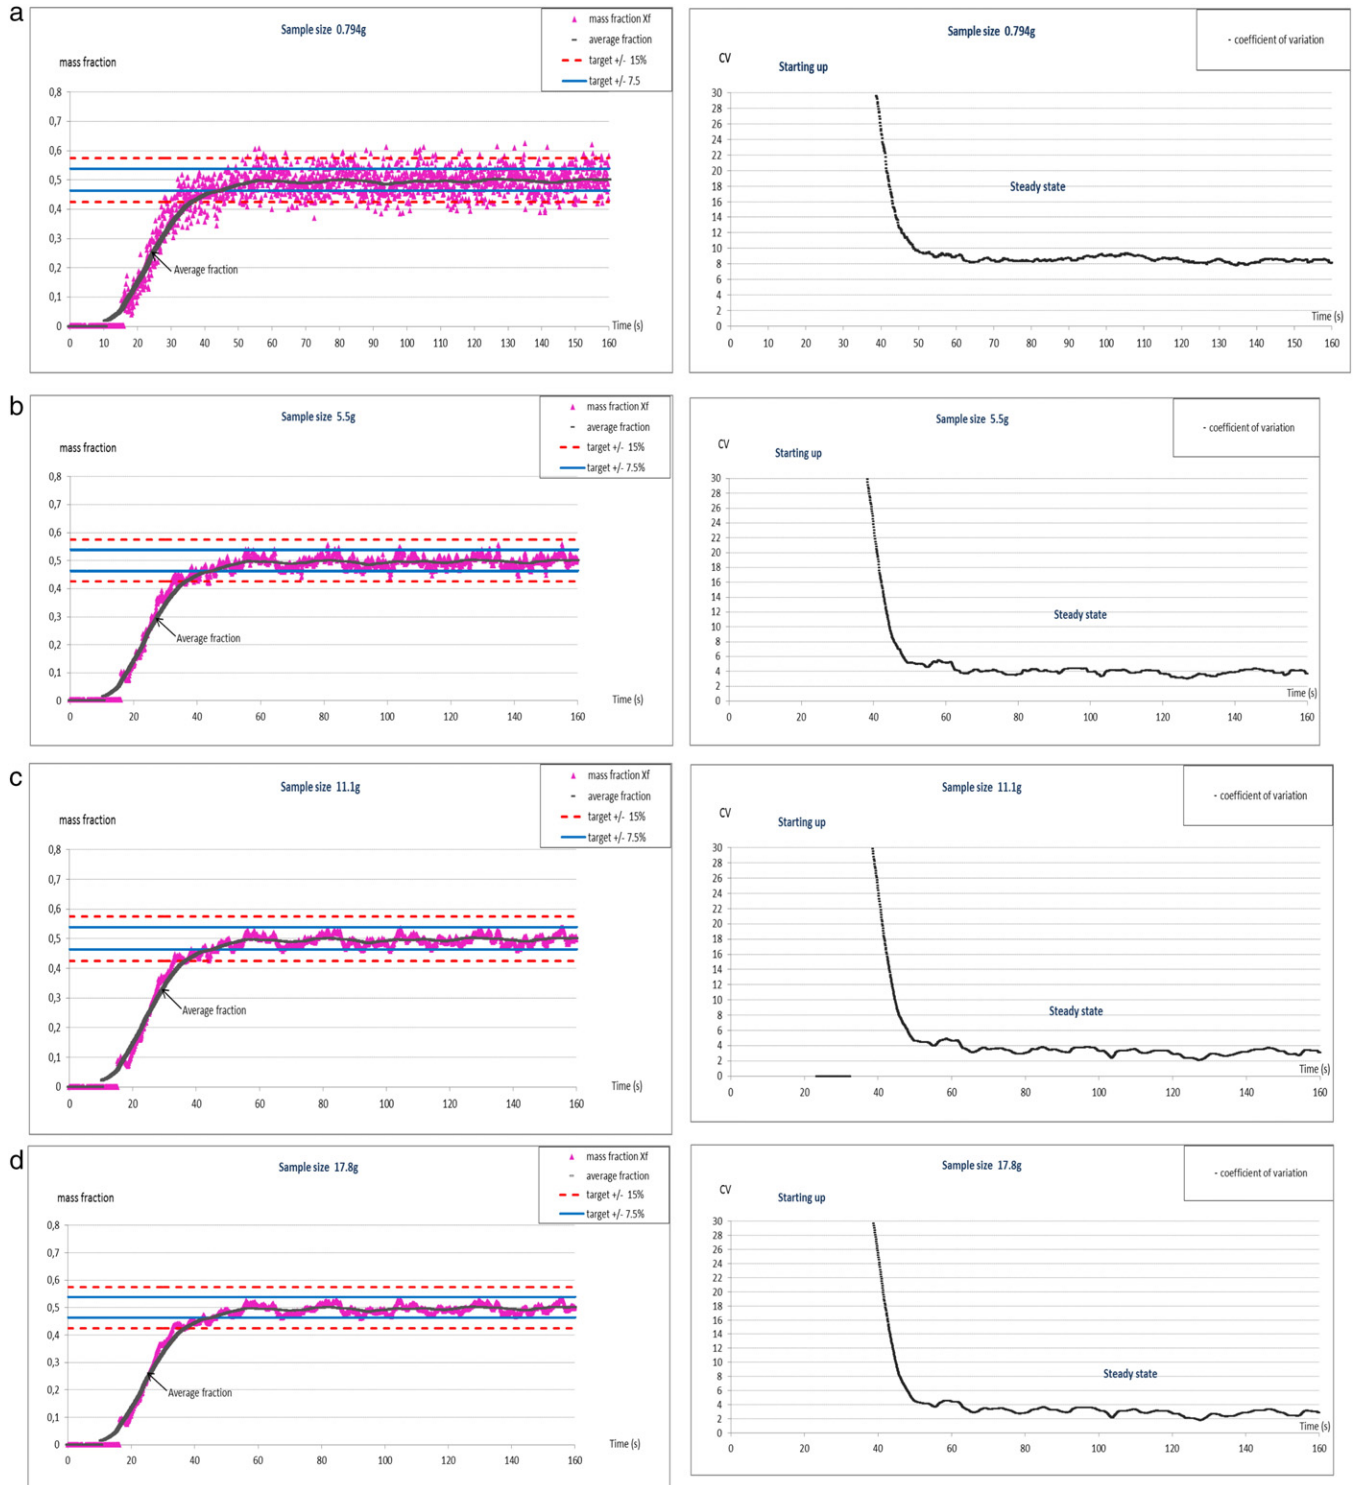 a
Sample size 0.794g
mass fraction Xf
average fraction
target +/- 15%
target +/- 7.5
mass fraction
0,8
0,7
0,6
0,5
0,4
0,3
0,2
0,1
0
Average fraction
Time (s)
0 10 20 30 40 50 60 70 80 90 100 110 120 130 140 150 160
Sample size 0.794g
coefficient of variation
CV
Starting up
30
28
26
24
22
20
18
16
14
12
10
8
6
4
2
0
Steady state
Time (s)
0 10 20 30 40 50 60 70 80 90 100 110 120 130 140 150 160
b
Sample size 5.5g
mass fraction Xf
average fraction
target +/- 15%
target +/- 7.5%
mass fraction
0,8
0,7
0,6
0,5
0,4
0,3
0,2
0,1
0
Average fraction
Time (s)
0 20 40 60 80 100 120 140 160
Sample size 5.5g
coefficient of variation
CV
Starting up
30
28
26
24
22
20
18
16
14
12
10
8
6
4
2
0
Steady state
Time (s)
0 20 40 60 80 100 120 140 160
c
Sample size 11.1g
mass fraction Xf
average fraction
target +/- 15%
target +/- 7.5%
mass fraction
0,8
0,7
0,6
0,5
0,4
0,3
0,2
0,1
0
Average fraction
Time (s)
0 20 40 60 80 100 120 140 160
Sample size 11.1g
coefficient of variation
CV
Starting up
30
28
26
24
22
20
18
16
14
12
10
8
6
4
2
0
Steady state
Time (s)
0 20 40 60 80 100 120 140 160
d
Sample size 17.8g
mass fraction Xf
average fraction
target +/- 15%
target +/- 7.5%
mass fraction
0,8
0,7
0,6
0,5
0,4
0,3
0,2
0,1
0
Average fraction
Time (s)
0 20 40 60 80 100 120 140 160
Sample size 17.8g
coefficient of variation
CV
Starting up
30
28
26
24
22
20
18
16
14
12
10
8
6
4
2
0
Steady state
Time (s)
0 20 40 60 80 100 120 140 160